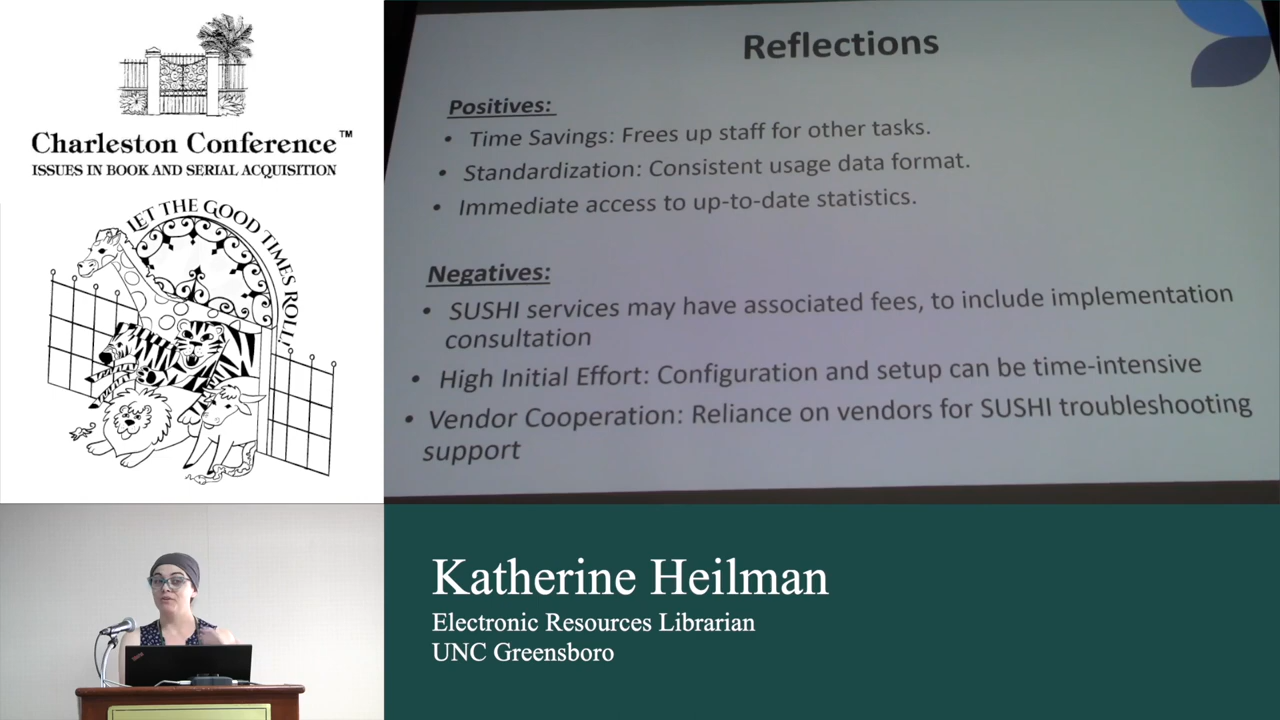 Charleston Conference™
ISSUES IN BOOK AND SERIAL ACQUISITION
LET THE GOOD TIMES ROLL!
Reflections
Positives:
• Time Savings: Frees up staff for other tasks.
• Standardization: Consistent usage data format.
• Immediate access to up-to-date statistics.
Negatives:
• SUSHI services may have associated fees, to include implementation
consultation
• High Initial Effort: Configuration and setup can be time-intensive
• Vendor Cooperation: Reliance on vendors for SUSHI troubleshooting
support
Katherine Heilman
Electronic Resources Librarian
UNC Greensboro